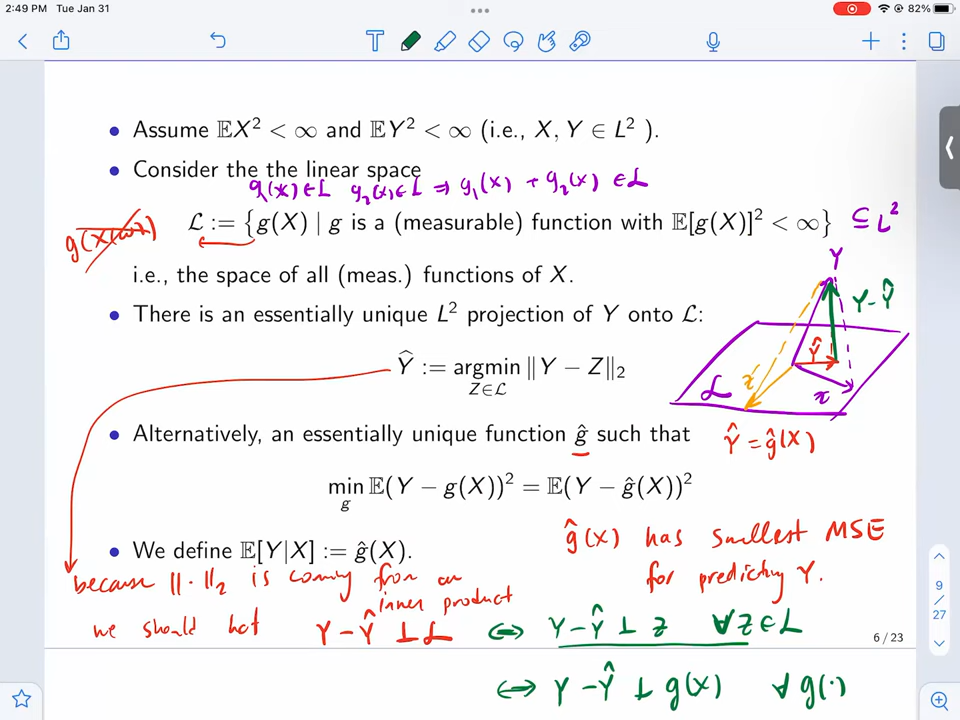 2:49 PM Tue Jan 31
82%
• Assume 𝔼X² < ∞ and 𝔼Y² < ∞ (i.e., X, Y ∈ L² ).
• Consider the the linear space
g₁(X) ∈ L g₂(X) ∈ L ⇒ g₁(X) + g₂(X) ∈ L
g(X(ω))
ℒ := {g(X) | g is a (measurable) function with 𝔼[g(X)]² < ∞} ⊆ L²
i.e., the space of all (meas.) functions of X.
Y
Y - Ŷ
• There is an essentially unique L² projection of Y onto ℒ:
Ŷ
Ŷ := argmin ‖Y − Z‖₂
Z∈ℒ
z'
z
L
• Alternatively, an essentially unique function ĝ such that
Ŷ = ĝ(X)
min 𝔼(Y − g(X))² = 𝔼(Y − ĝ(X))²
g
ĝ(X) has smallest MSE
for predicting Y.
• We define 𝔼[Y|X] := ĝ(X).
because ‖·‖₂ is coming from an
inner product
we should hat Y - Ŷ ⊥ L ⇔ Y - Ŷ ⊥ Z ∀ Z ∈ L
6 / 23
⇔ Y - Ŷ ⊥ g(X) ∀ g(·)
9
/
27